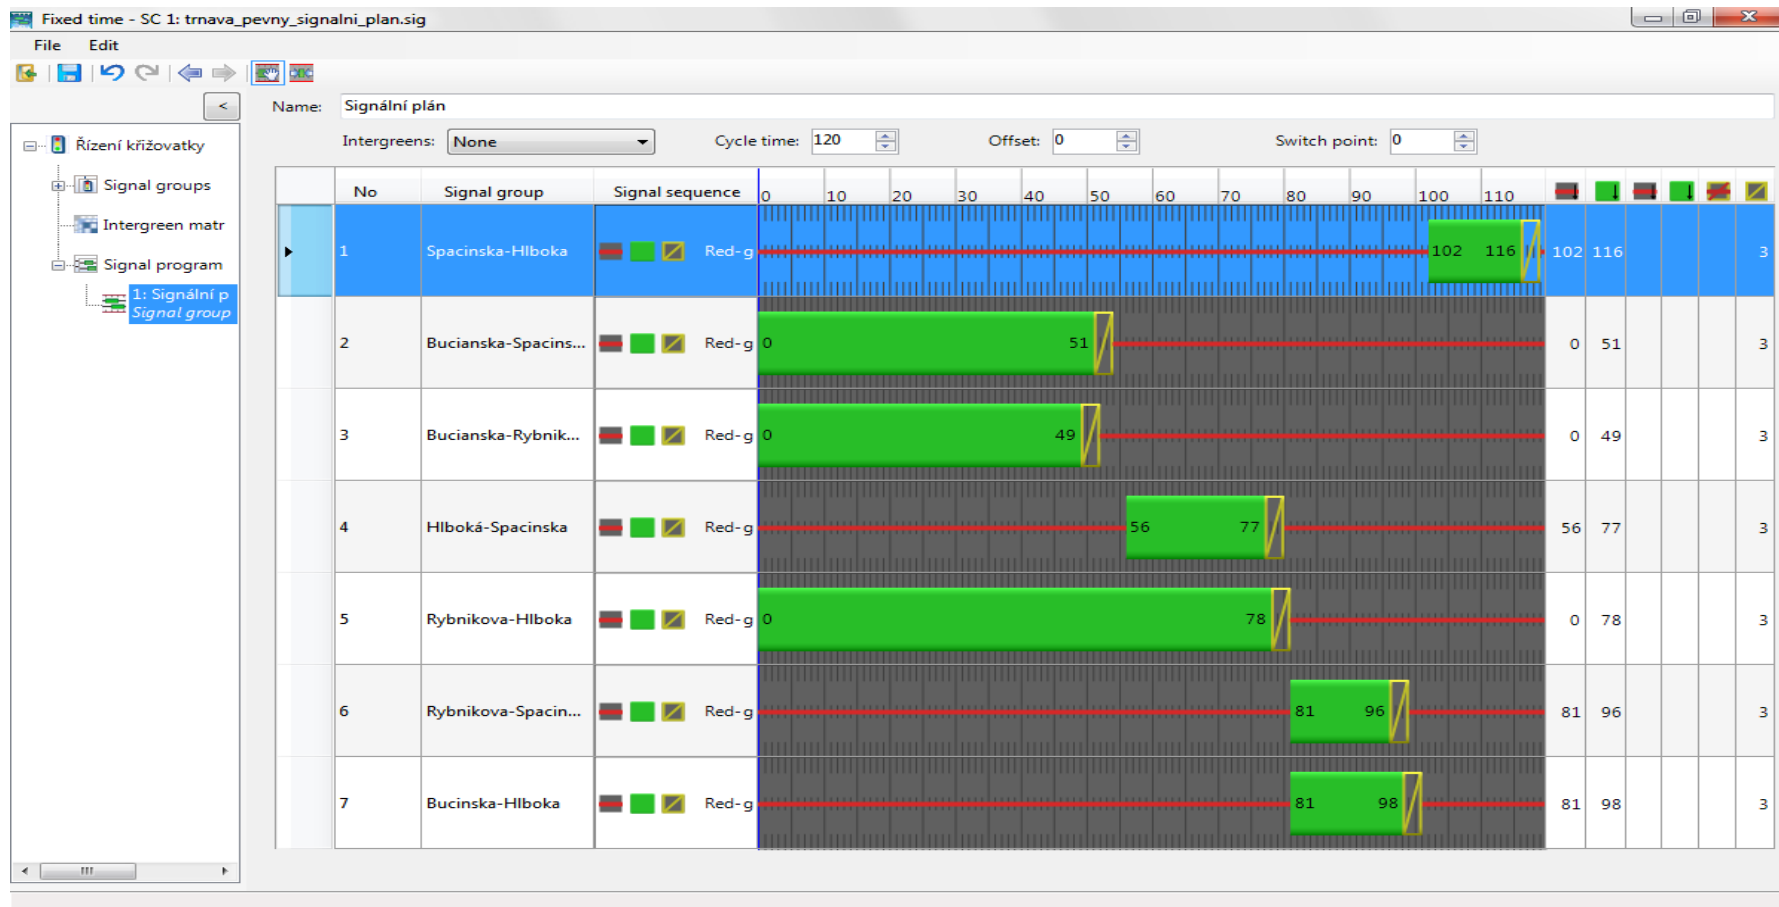 Fixed time - SC 1: trnava_pevny_signalni_plan.sig
File Edit
< Name: Signální plán
Intergreens: None Cycle time: 120 Offset: 0 Switch point: 0
Řízení křižovatky
Signal groups
Intergreen matr
Signal program
1: Signální p
Signal group
No Signal group Signal sequence 0 10 20 30 40 50 60 70 80 90 100 110
1 Spacinska-Hlboka Red-g 102 116 102 116 3
2 Bucianska-Spacins... Red-g 0 51 0 51 3
3 Bucianska-Rybnik... Red-g 0 49 0 49 3
4 Hlboká-Spacinska Red-g 56 77 56 77 3
5 Rybnikova-Hlboka Red-g 0 78 0 78 3
6 Rybnikova-Spacin... Red-g 81 96 81 96 3
7 Bucinska-Hlboka Red-g 81 98 81 98 3